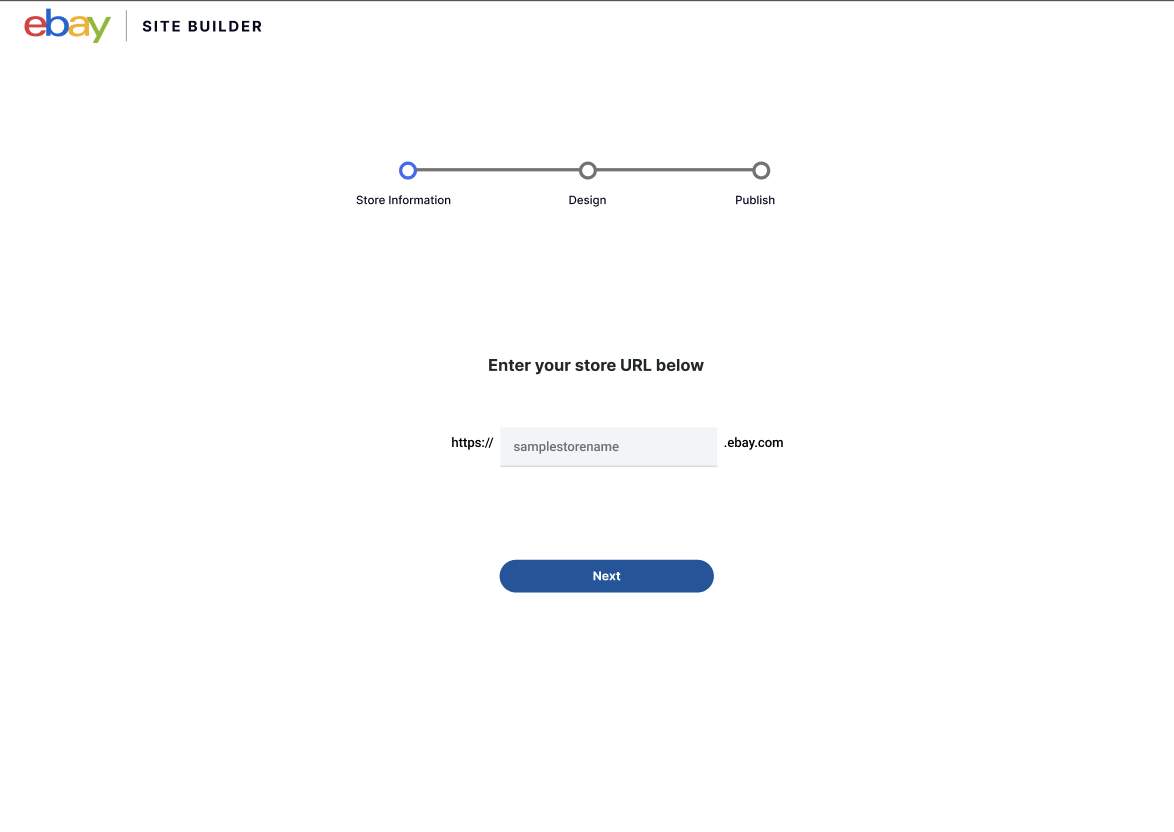 ebay SITE BUILDER
Store Information Design Publish
Enter your store URL below
https:// samplestorename .ebay.com
Next